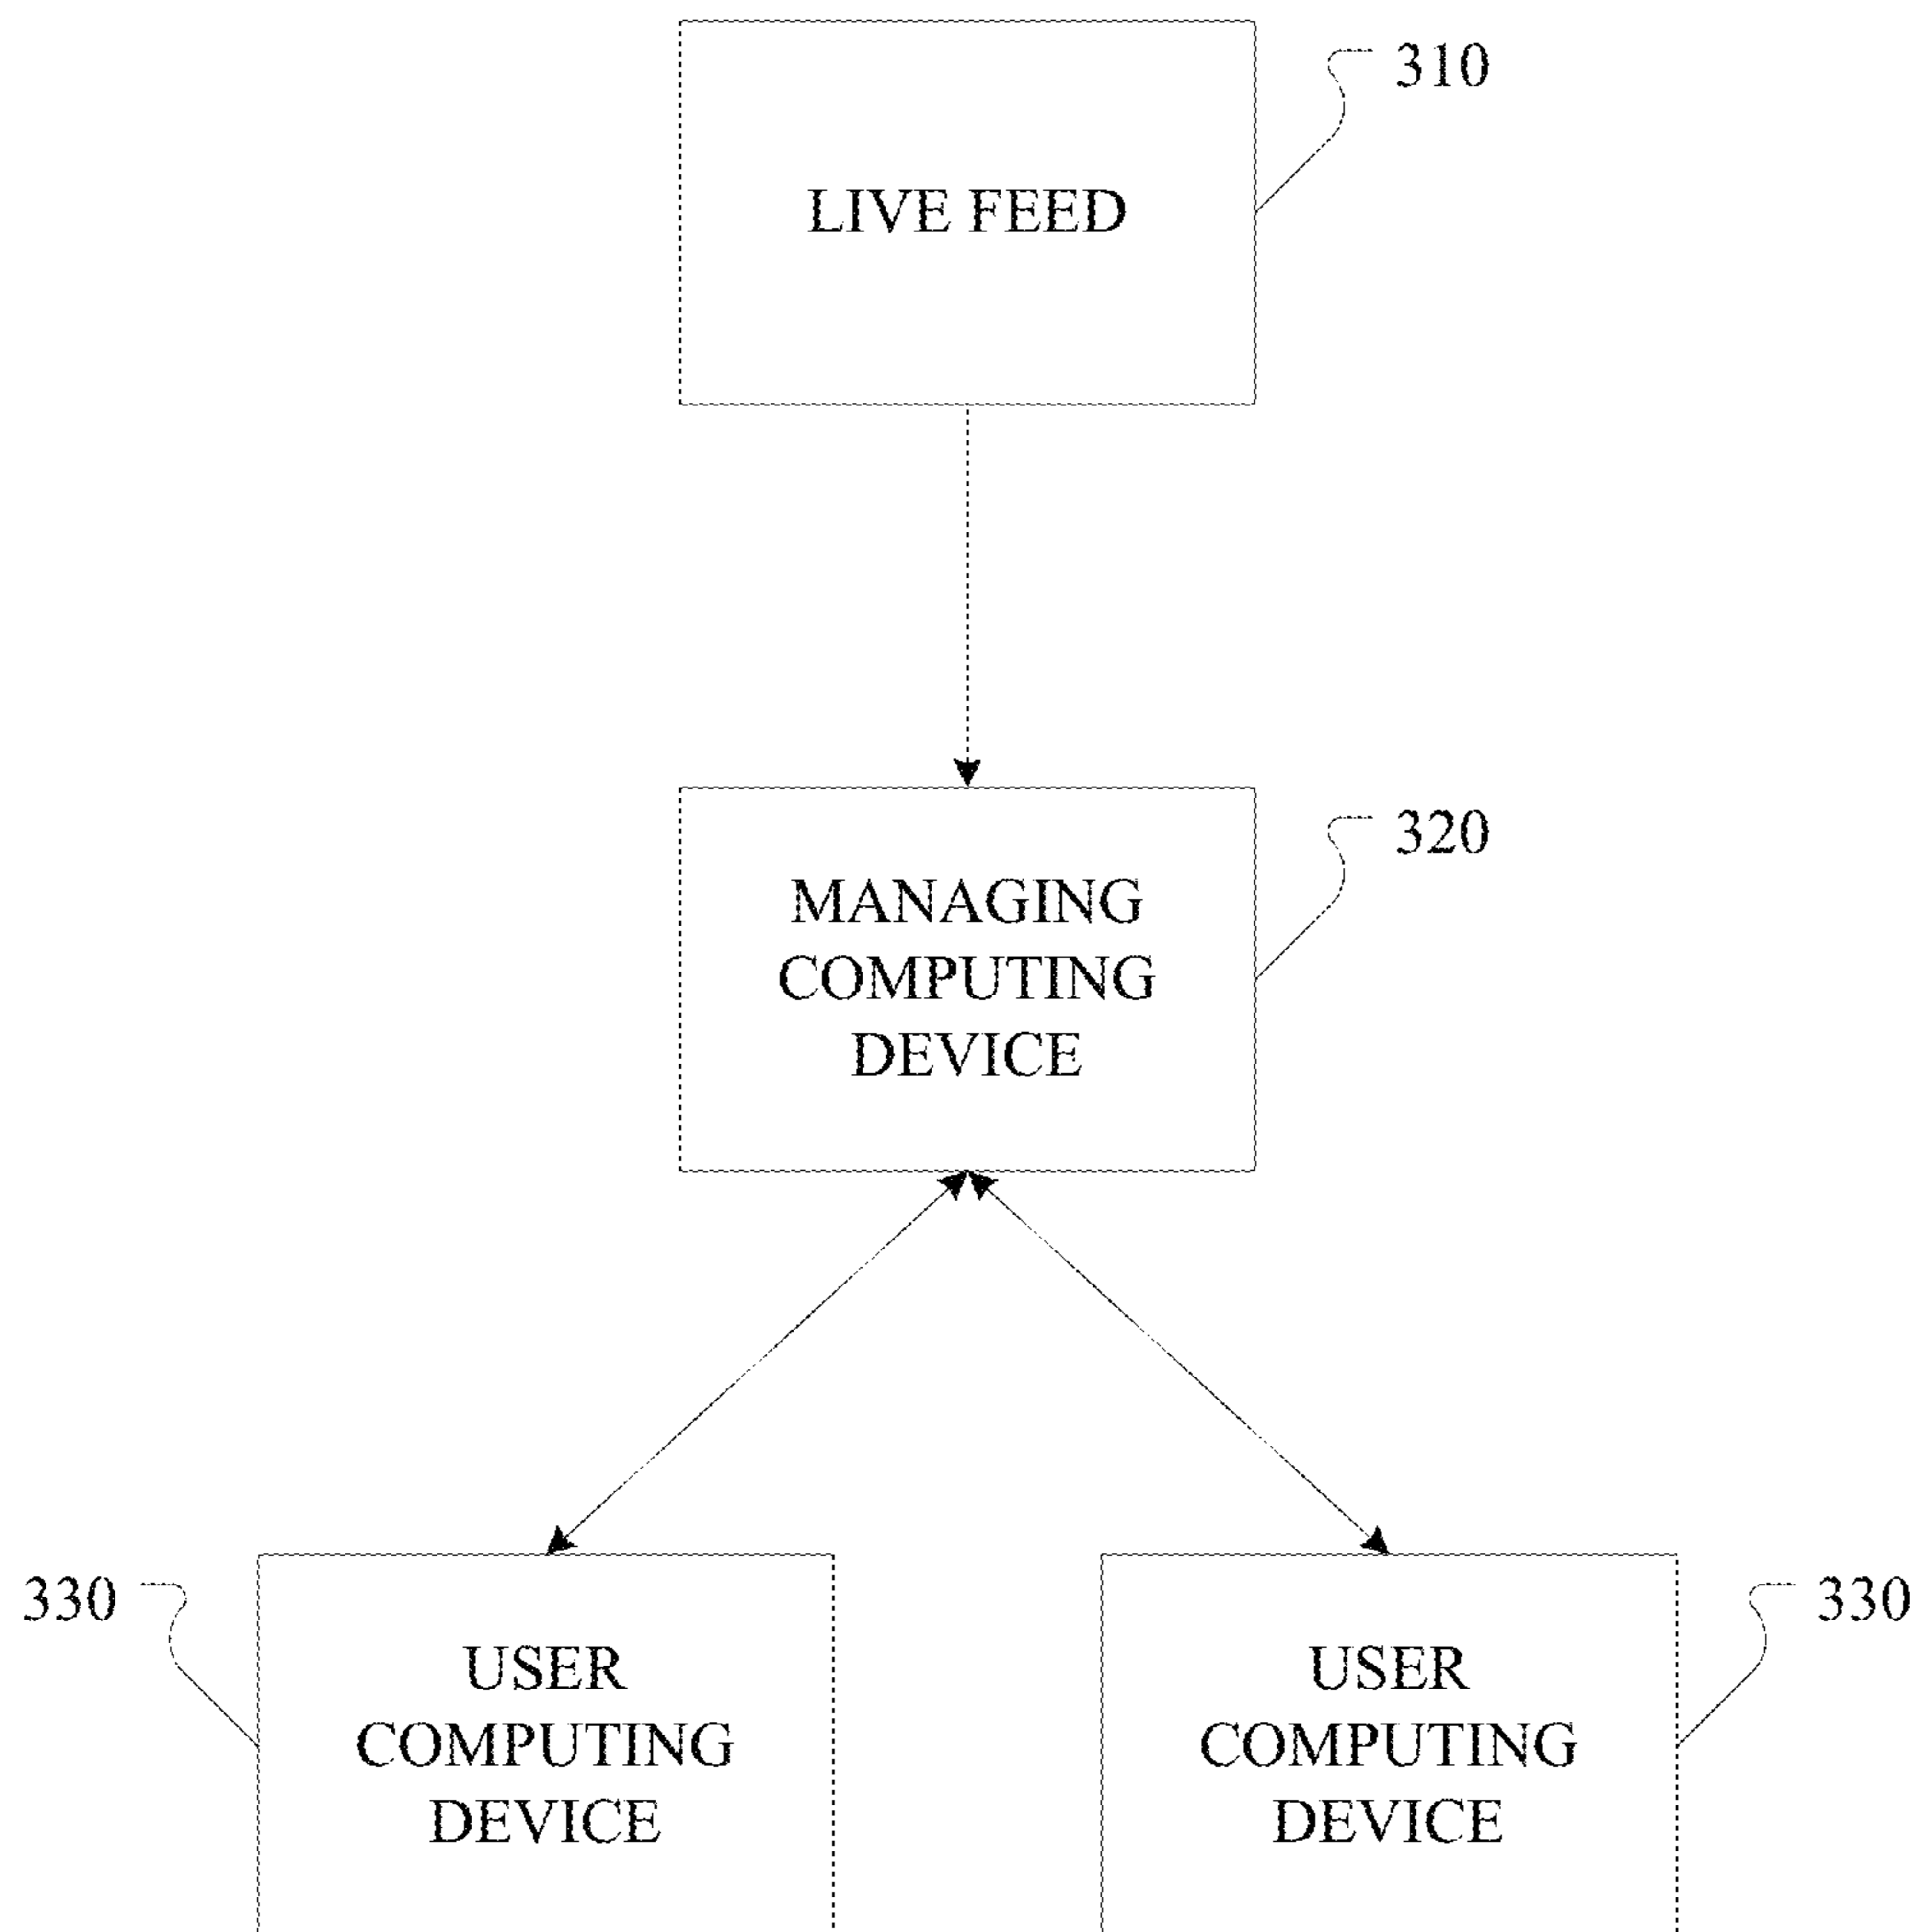 310
LIVE FEED
320
MANAGING
COMPUTING
DEVICE
330
USER
COMPUTING
DEVICE
330
USER
COMPUTING
DEVICE